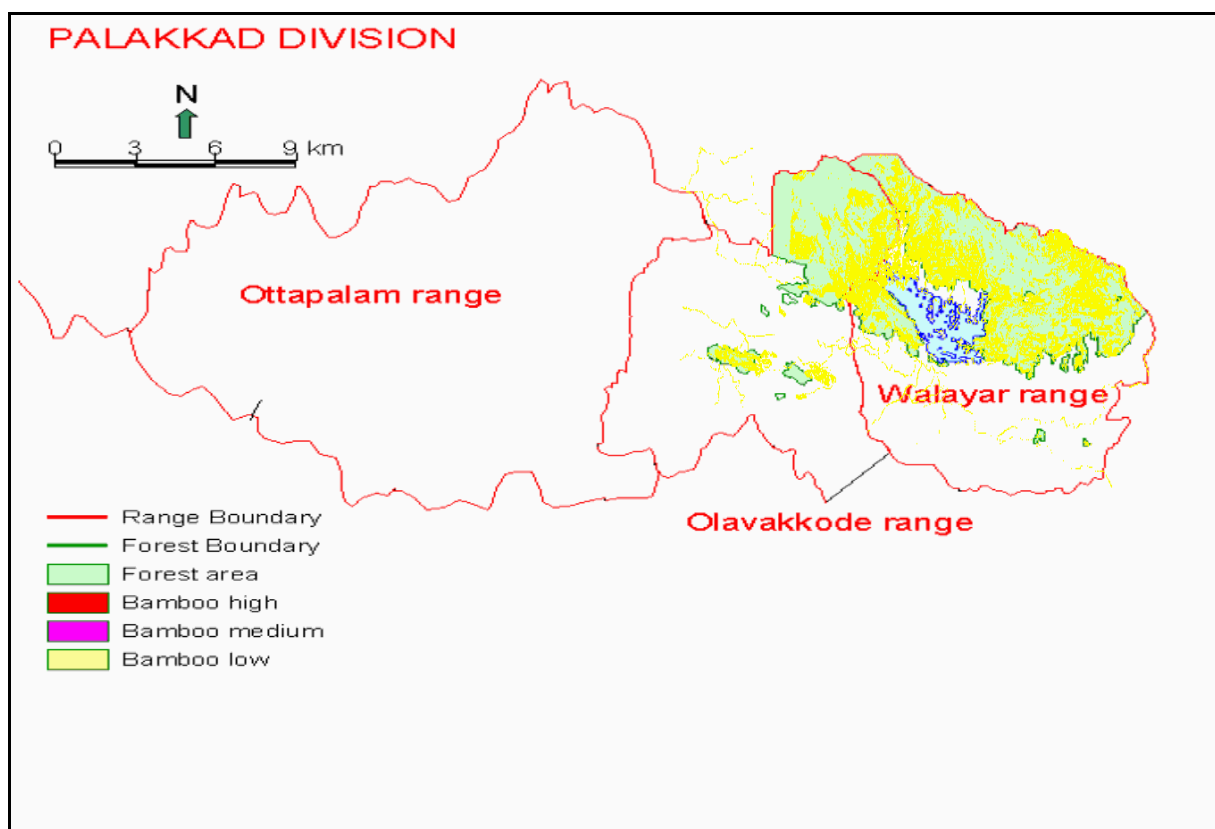 PALAKKAD DIVISION
N
0 3 6 9 km
Ottapalam range
Walayar range
Olavakkode range
Range Boundary
Forest Boundary
Forest area
Bamboo high
Bamboo medium
Bamboo low